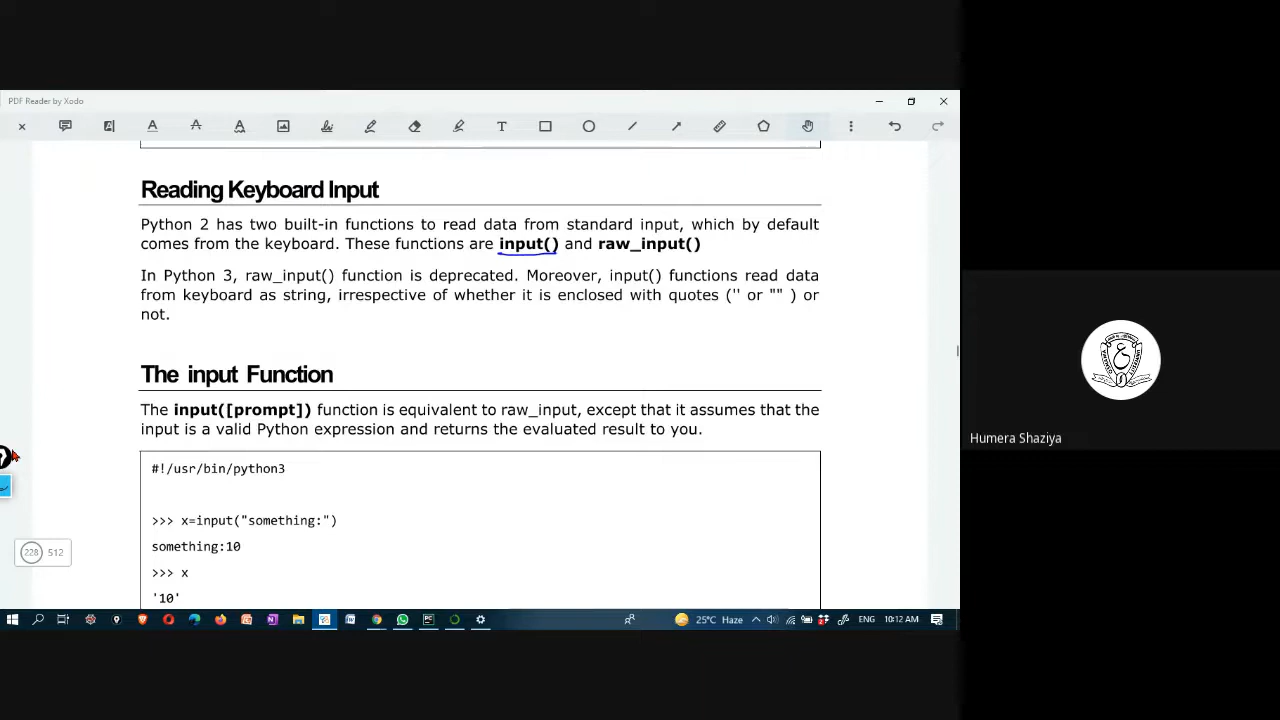 PDF Reader by Xodo
Reading Keyboard Input
Python 2 has two built-in functions to read data from standard input, which by default
comes from the keyboard. These functions are input() and raw_input()
In Python 3, raw_input() function is deprecated. Moreover, input() functions read data
from keyboard as string, irrespective of whether it is enclosed with quotes ('' or "" ) or
not.
The input Function
The input([prompt]) function is equivalent to raw_input, except that it assumes that the
input is a valid Python expression and returns the evaluated result to you.
#!/usr/bin/python3
>>> x=input("something:")
something:10
>>> x
'10'
228 512
25°C Haze ENG 10:12 AM
Humera Shaziya